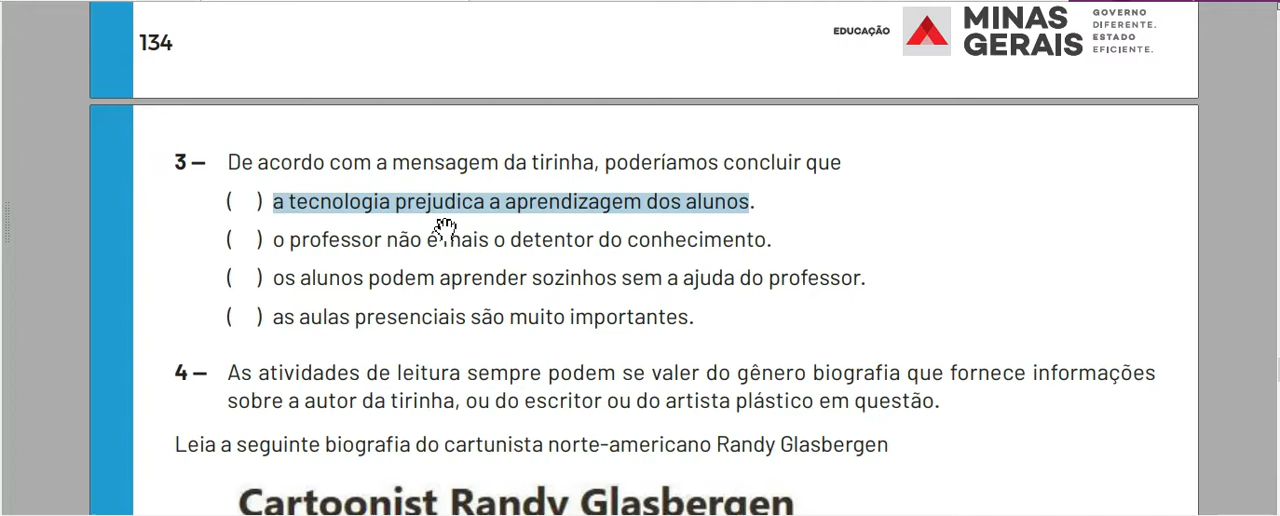 134
EDUCAÇÃO
MINAS
GERAIS
GOVERNO
DIFERENTE.
ESTADO
EFICIENTE.
3 – De acordo com a mensagem da tirinha, poderíamos concluir que
( ) a tecnologia prejudica a aprendizagem dos alunos.
( ) o professor não é mais o detentor do conhecimento.
( ) os alunos podem aprender sozinhos sem a ajuda do professor.
( ) as aulas presenciais são muito importantes.
4 – As atividades de leitura sempre podem se valer do gênero biografia que fornece informações
sobre a autor da tirinha, ou do escritor ou do artista plástico em questão.
Leia a seguinte biografia do cartunista norte-americano Randy Glasbergen
Cartoonist Randy Glasbergen